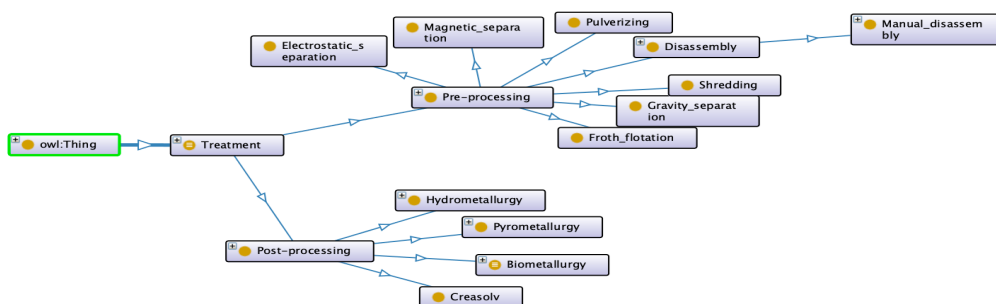 Pulverizing
Manual_disassem
bly
Magnetic_separa
tion
Electrostatic_s
eparation
Disassembly
Shredding
Pre-processing
Gravity_separat
ion
Froth_flotation
owl:Thing
Treatment
Hydrometallurgy
Pyrometallurgy
Post-processing
Biometallurgy
Creasolv